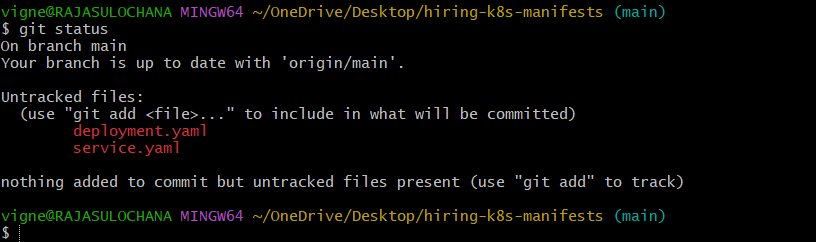 vigne@RAJASULOCHANA MINGW64 ~/OneDrive/Desktop/hiring-k8s-manifests (main)
$ git status
On branch main
Your branch is up to date with 'origin/main'.

Untracked files:
  (use "git add <file>..." to include in what will be committed)
        deployment.yaml
        service.yaml

nothing added to commit but untracked files present (use "git add" to track)

vigne@RAJASULOCHANA MINGW64 ~/OneDrive/Desktop/hiring-k8s-manifests (main)
$